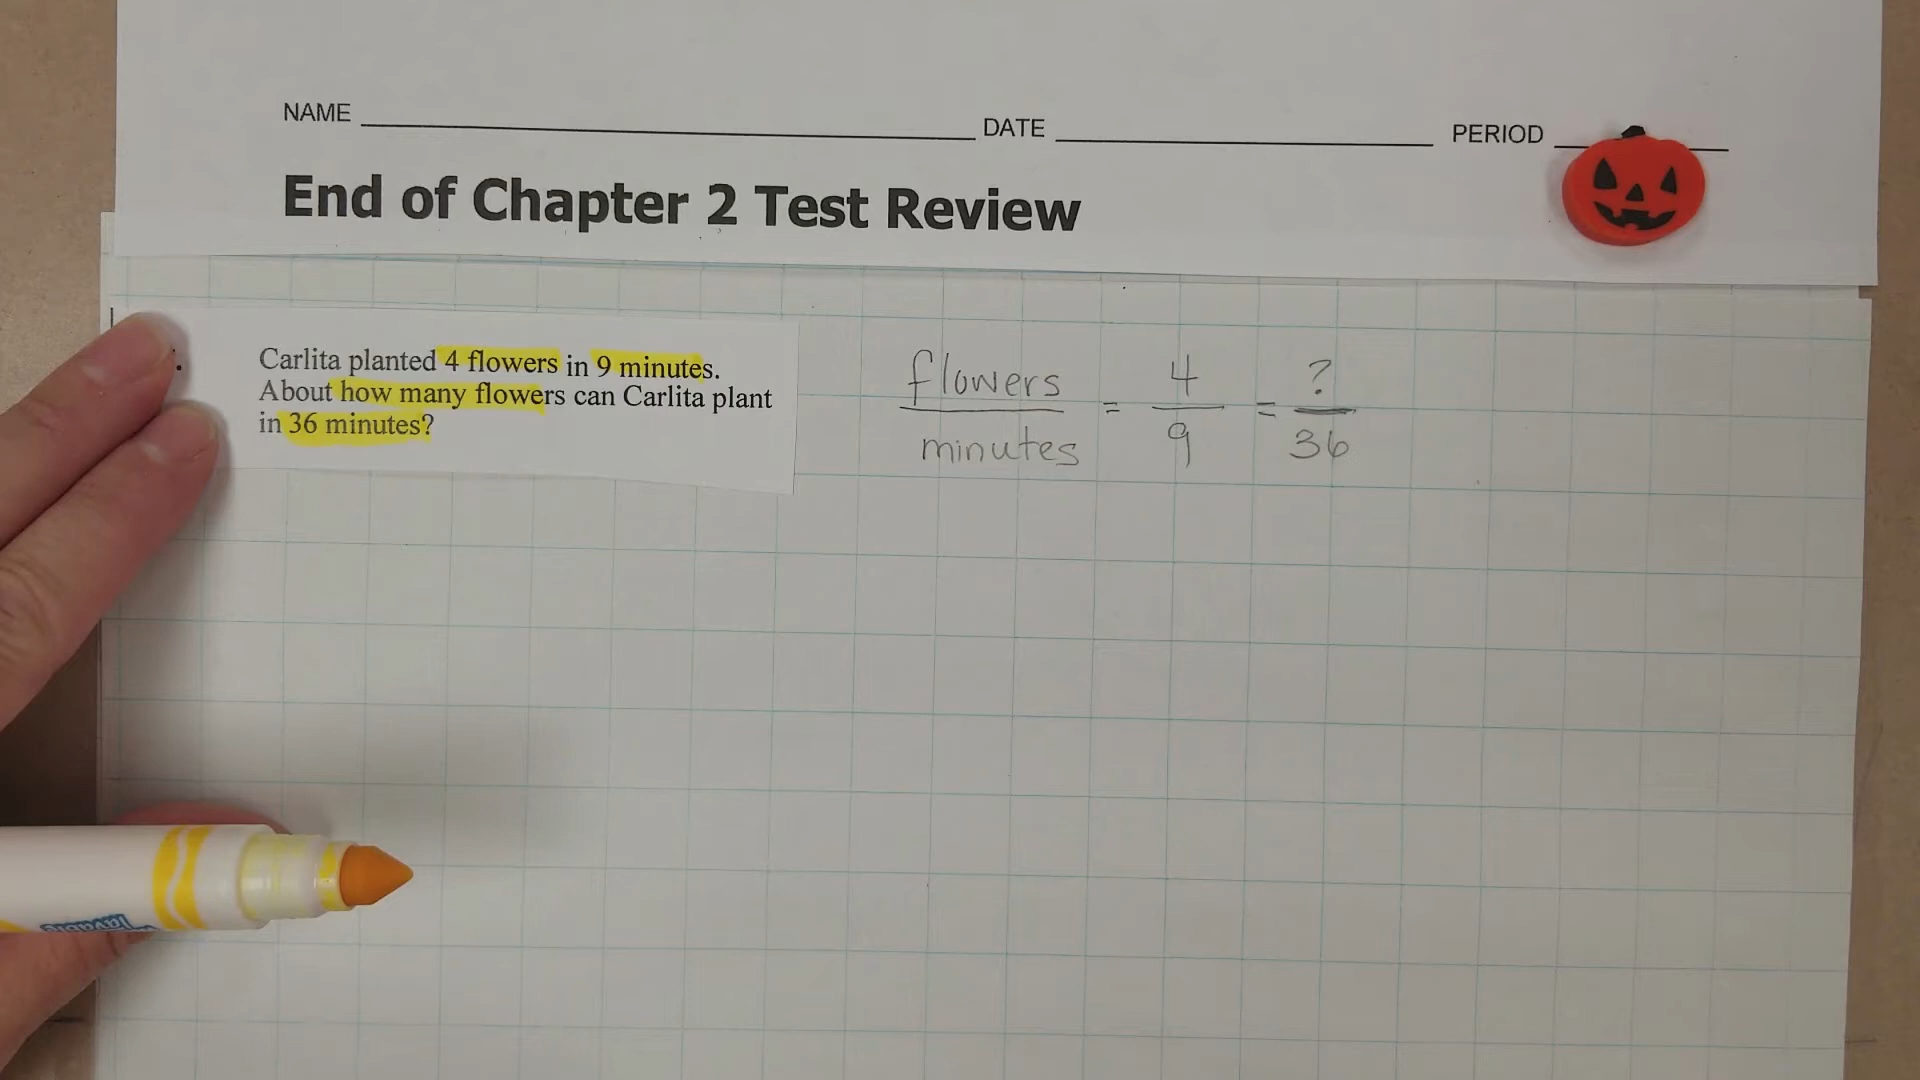 NAME DATE PERIOD
End of Chapter 2 Test Review
Carlita planted 4 flowers in 9 minutes.
About how many flowers can Carlita plant
in 36 minutes?
flowers = 4 = ?
minutes 9 36